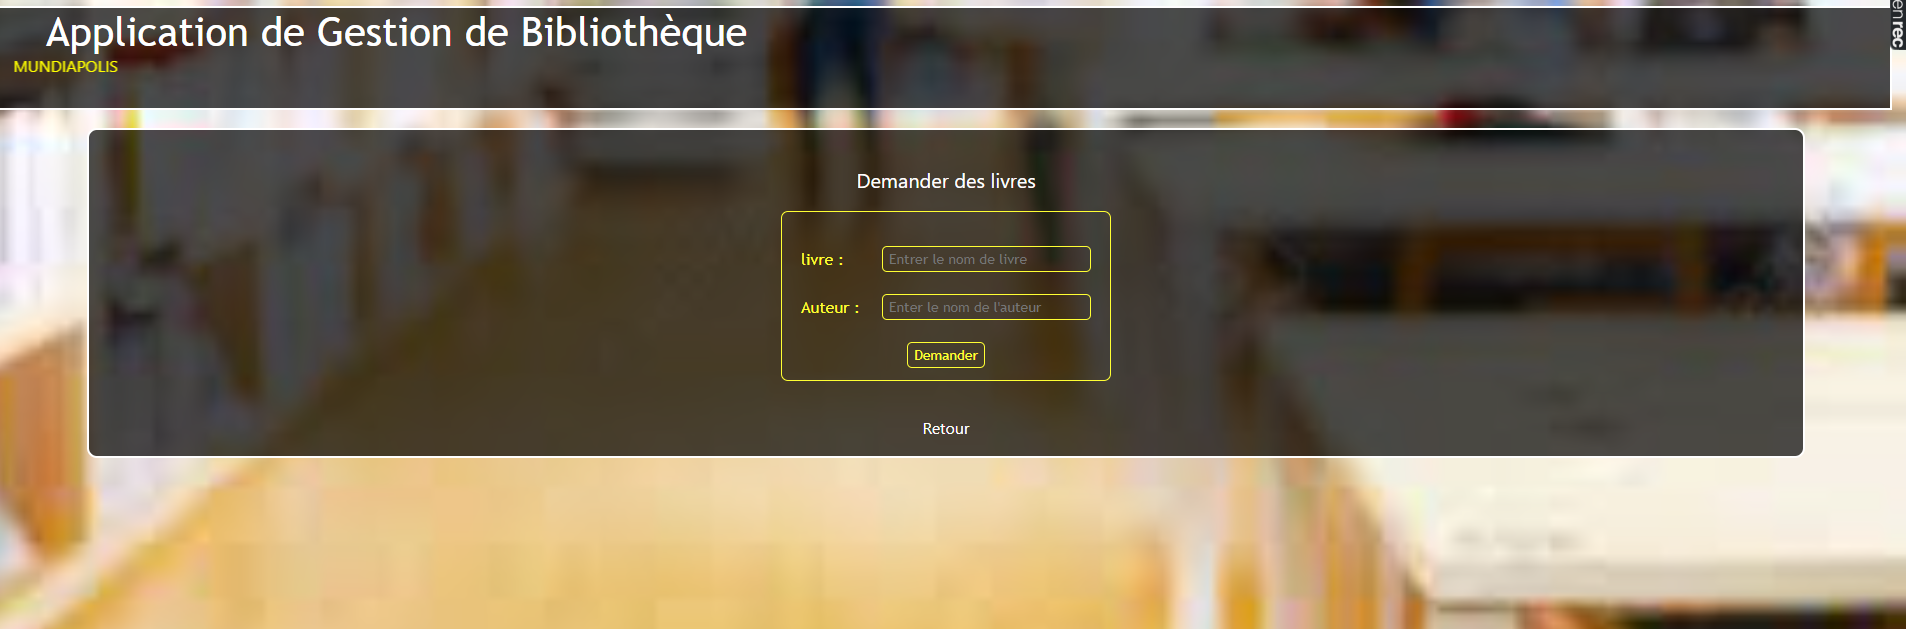 Application de Gestion de Bibliothèque
MUNDIAPOLIS
enrec
Demander des livres
livre : Entrer le nom de livre
Auteur : Enter le nom de l'auteur
Demander
Retour